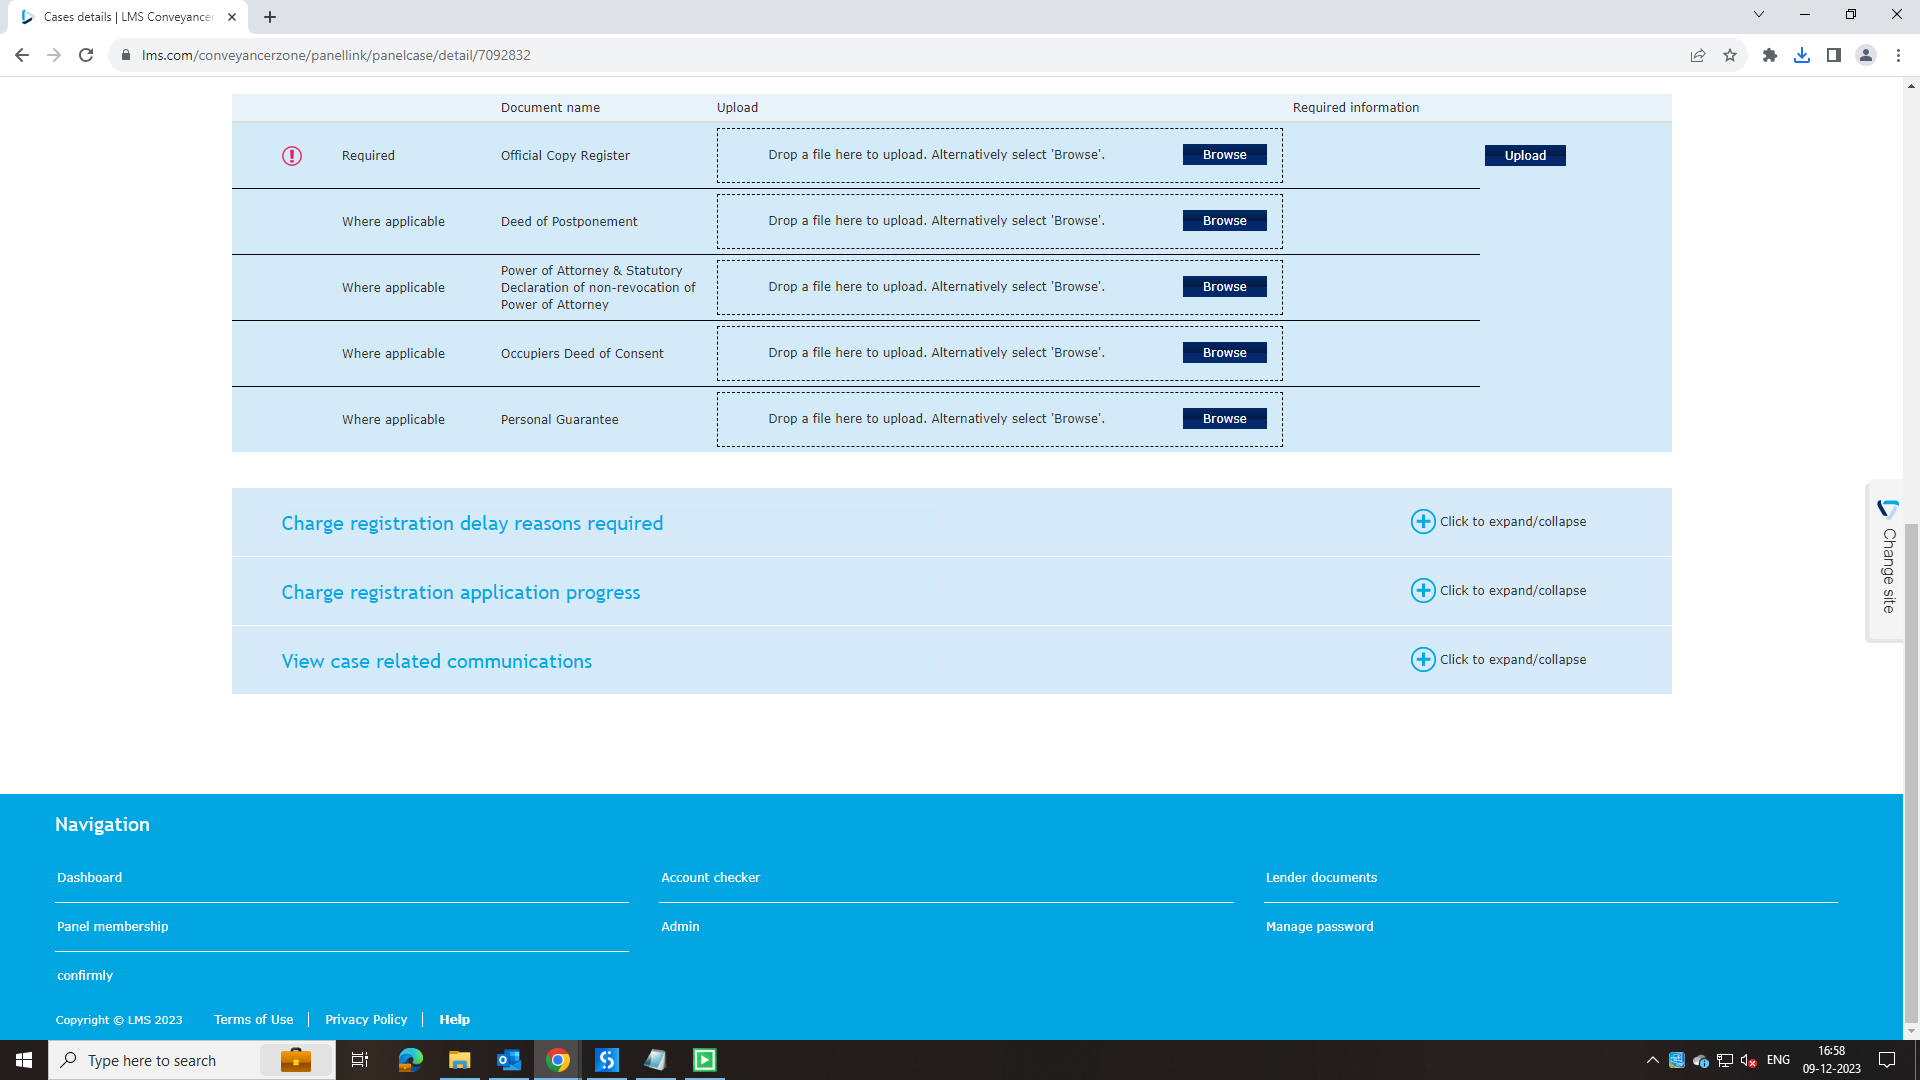 Cases details | LMS Conveyancer
lms.com/conveyancerzone/panellink/panelcase/detail/7092832
Document name Upload Required information
Required Official Copy Register Drop a file here to upload. Alternatively select 'Browse'. Browse Upload
Where applicable Deed of Postponement Drop a file here to upload. Alternatively select 'Browse'. Browse
Where applicable Power of Attorney & Statutory Declaration of non-revocation of Power of Attorney Drop a file here to upload. Alternatively select 'Browse'. Browse
Where applicable Occupiers Deed of Consent Drop a file here to upload. Alternatively select 'Browse'. Browse
Where applicable Personal Guarantee Drop a file here to upload. Alternatively select 'Browse'. Browse
Charge registration delay reasons required Click to expand/collapse
Charge registration application progress Click to expand/collapse
View case related communications Click to expand/collapse
Change site
Navigation
Dashboard Account checker Lender documents
Panel membership Admin Manage password
confirmly
Copyright © LMS 2023 Terms of Use Privacy Policy Help
Type here to search
ENG
16:58
09-12-2023